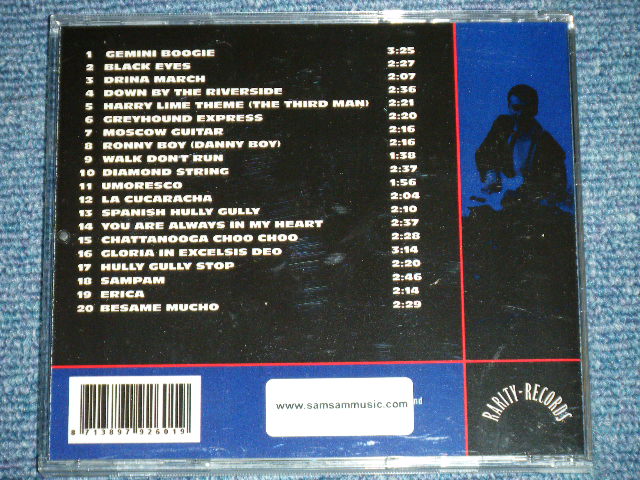 1 GEMINI BOOGIE 3:25
2 BLACK EYES 2:27
3 DRINA MARCH 2:07
4 DOWN BY THE RIVERSIDE 2:36
5 HARRY LIME THEME (THE THIRD MAN) 2:21
6 GREYHOUND EXPRESS 2:20
7 MOSCOW GUITAR 2:16
8 RONNY BOY (DANNY BOY) 2:16
9 WALK DON'T RUN 1:38
10 DIAMOND STRING 2:37
11 UMORESCO 1:56
12 LA CUCARACHA 2:04
13 SPANISH HULLY GULLY 2:10
14 YOU ARE ALWAYS IN MY HEART 2:37
15 CHATTANOOGA CHOO CHOO 2:28
16 GLORIA IN EXCELSIS DEO 3:14
17 HULLY GULLY STOP 2:20
18 SAMPAM 2:46
19 ERICA 2:14
20 BESAME MUCHO 2:29
8 713897 926019
www.samsammusic.com
RARITY-RECORDS